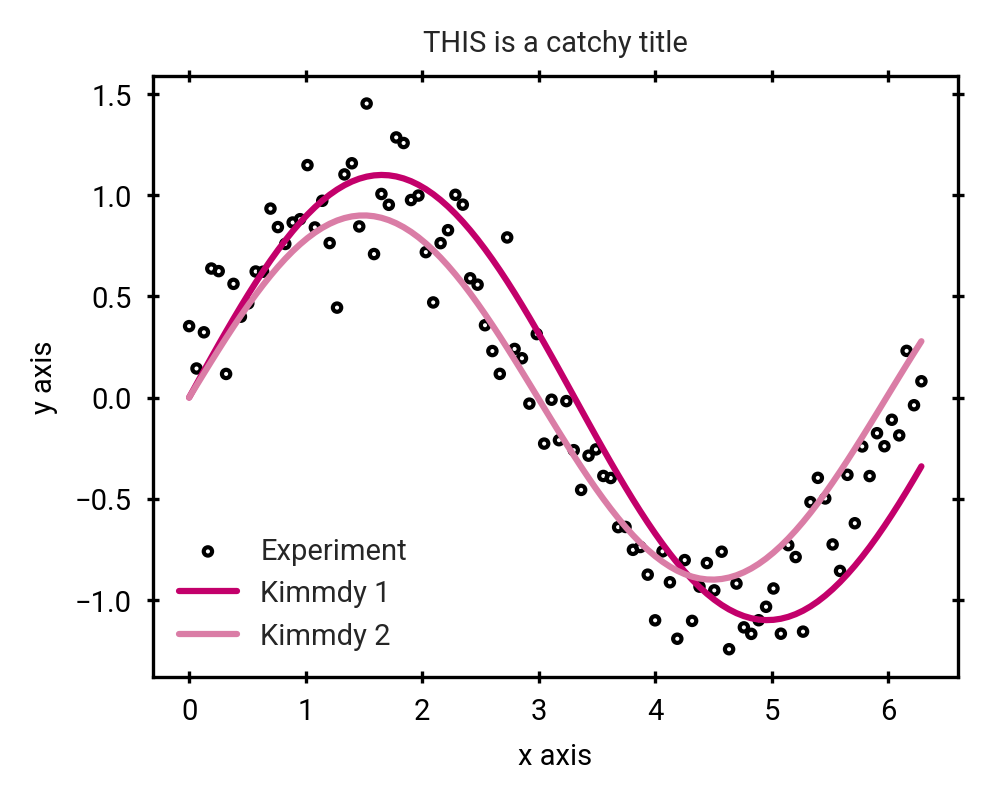 THIS is a catchy title
1.5
1.0
0.5
0.0
−0.5
−1.0
y axis
Experiment
Kimmdy 1
Kimmdy 2
0 1 2 3 4 5 6
x axis